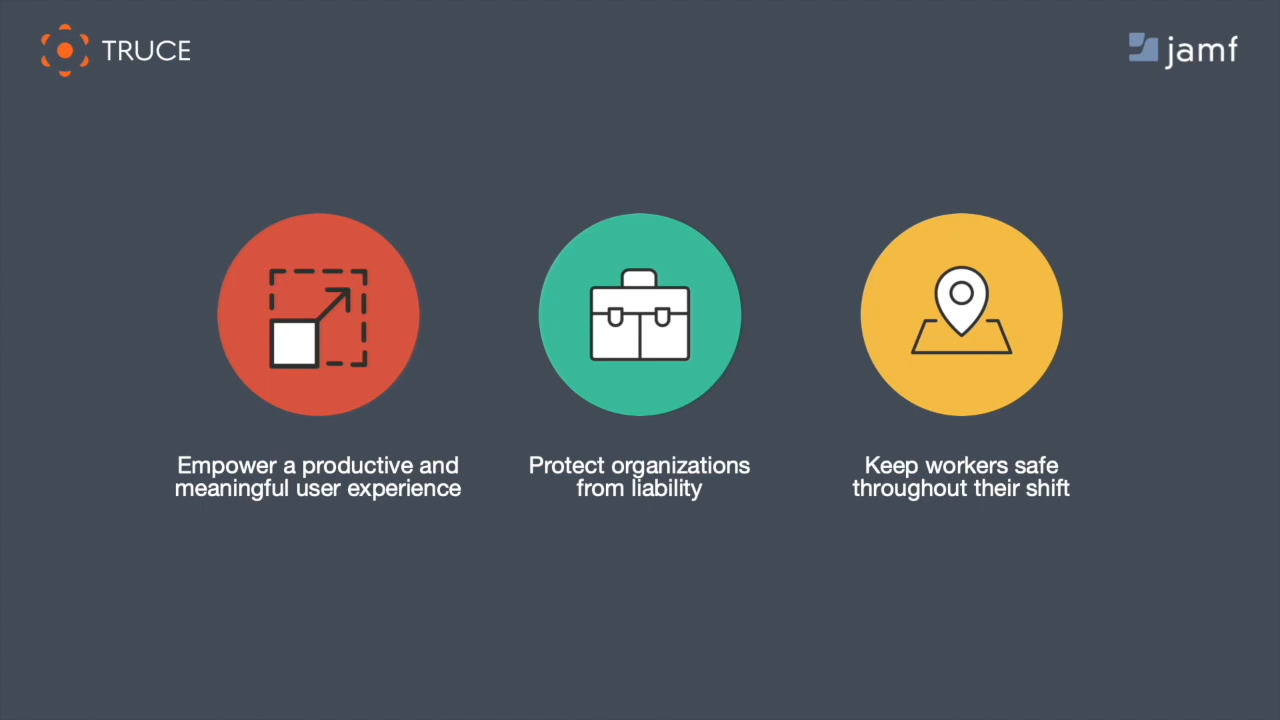 TRUCE
jamf
Empower a productive and
meaningful user experience
Protect organizations
from liability
Keep workers safe
throughout their shift